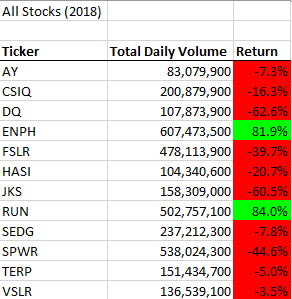 All Stocks (2018)
Ticker Total Daily Volume Return
AY 83,079,900 -7.3%
CSIQ 200,879,900 -16.3%
DQ 107,873,900 -62.6%
ENPH 607,473,500 81.9%
FSLR 478,113,900 -39.7%
HASI 104,340,600 -20.7%
JKS 158,309,000 -60.5%
RUN 502,757,100 84.0%
SEDG 237,212,300 -7.8%
SPWR 538,024,300 -44.6%
TERP 151,434,700 -5.0%
VSLR 136,539,100 -3.5%